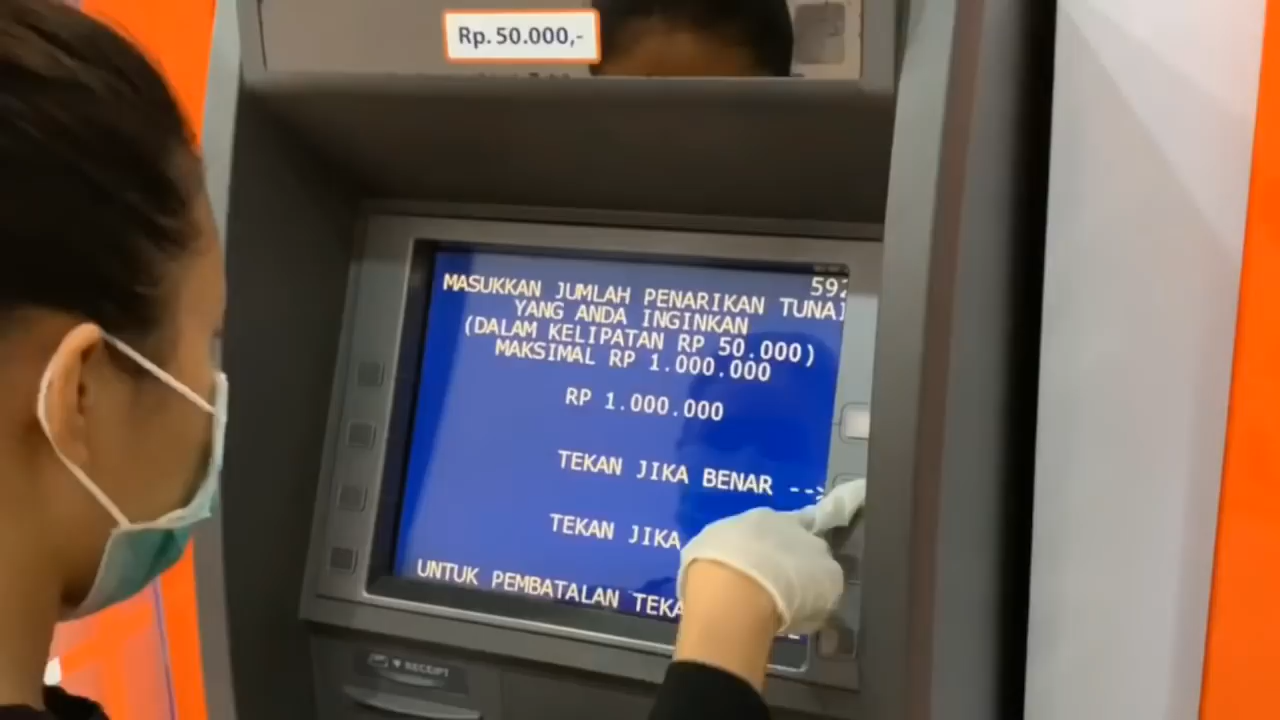 Rp. 50.000,-
592
MASUKKAN JUMLAH PENARIKAN TUNAI
YANG ANDA INGINKAN
(DALAM KELIPATAN RP 50.000)
MAKSIMAL RP 1.000.000
RP 1.000.000
TEKAN JIKA BENAR -->
TEKAN JIKA
UNTUK PEMBATALAN
RECEIPT